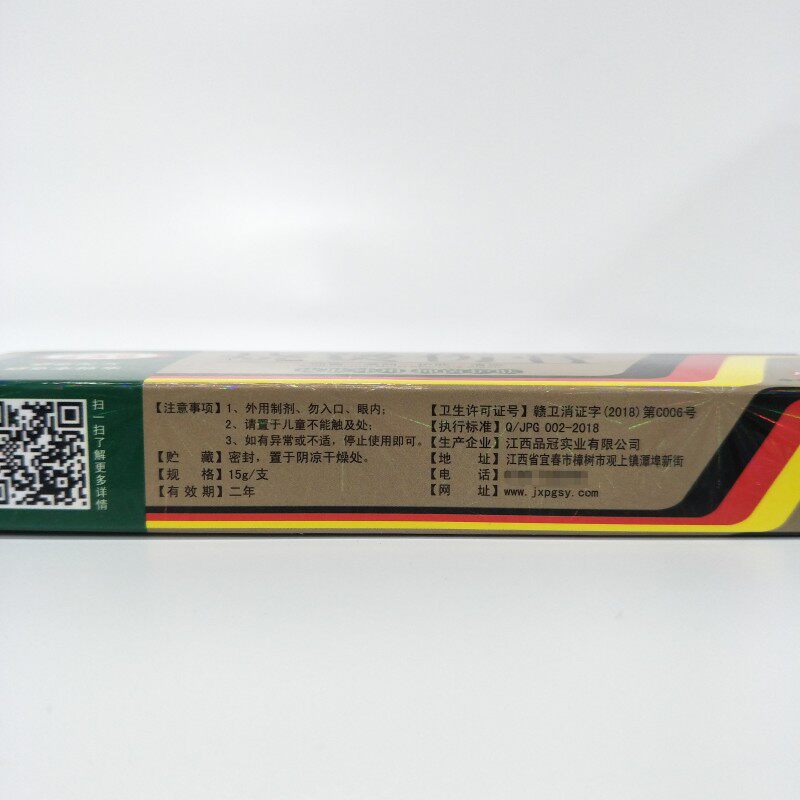 扫一扫了解更多详情
【注意事项】1、外用制剂、勿入口、眼内;
2、请置于儿童不能触及处;
3、如有异常或不适,停止使用即可。
【贮 藏】密封,置于阴凉干燥处。
【规 格】15g/支
【有效期】二年
【卫生许可证号】赣卫消证字(2018)第C006号
【执行标准】Q/JPG 002-2018
【生产企业】江西品冠实业有限公司
【地 址】江西省宜春市樟树市观上镇潭埠新街
【电 话】
【网 址】www.jxpgsy.com